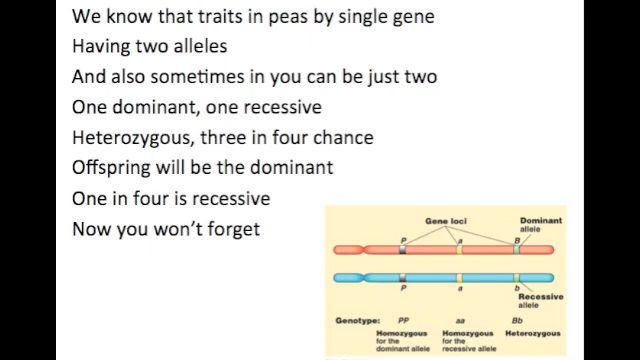 We know that traits in peas by single gene
Having two alleles
And also sometimes in you can be just two
One dominant, one recessive
Heterozygous, three in four chance
Offspring will be the dominant
One in four is recessive
Now you won't forget
Gene loci
Dominant
allele
P a B
P a b
Recessive
allele
Genotype: PP aa Bb
Homozygous Homozygous Heterozygous
for the for the
dominant allele recessive allele